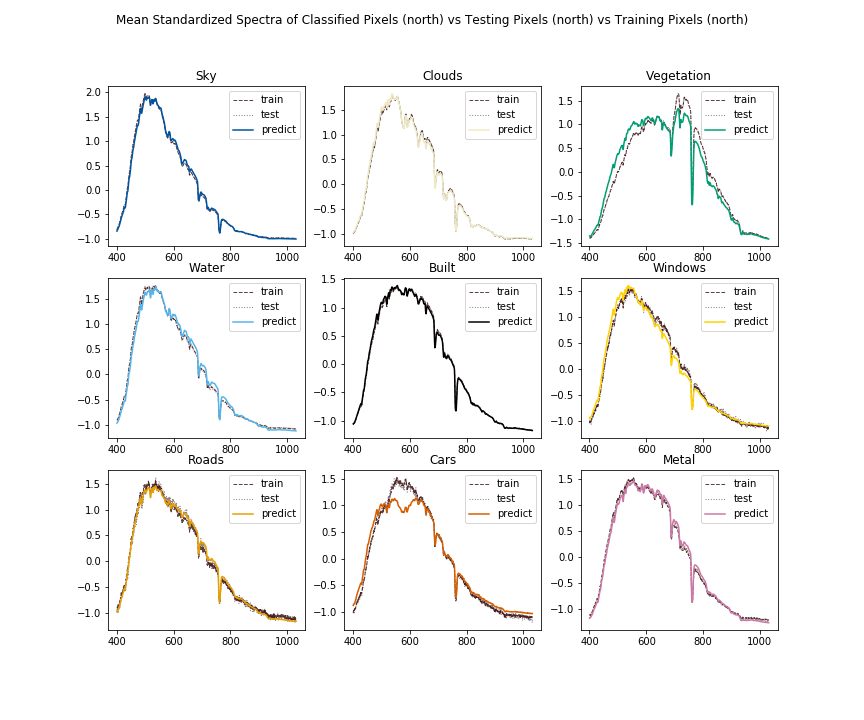 Mean Standardized Spectra of Classified Pixels (north) vs Testing Pixels (north) vs Training Pixels (north)
Sky
2.0
1.5
1.0
0.5
0.0
−0.5
−1.0
400 600 800 1000
train
test
predict
Clouds
1.5
1.0
0.5
0.0
−0.5
−1.0
400 600 800 1000
train
test
predict
Vegetation
1.5
1.0
0.5
0.0
−0.5
−1.0
−1.5
400 600 800 1000
train
test
predict
Water
1.5
1.0
0.5
0.0
−0.5
−1.0
400 600 800 1000
train
test
predict
Built
1.5
1.0
0.5
0.0
−0.5
−1.0
400 600 800 1000
train
test
predict
Windows
1.5
1.0
0.5
0.0
−0.5
−1.0
400 600 800 1000
train
test
predict
Roads
1.5
1.0
0.5
0.0
−0.5
−1.0
400 600 800 1000
train
test
predict
Cars
1.5
1.0
0.5
0.0
−0.5
−1.0
400 600 800 1000
train
test
predict
Metal
1.5
1.0
0.5
0.0
−0.5
−1.0
400 600 800 1000
train
test
predict